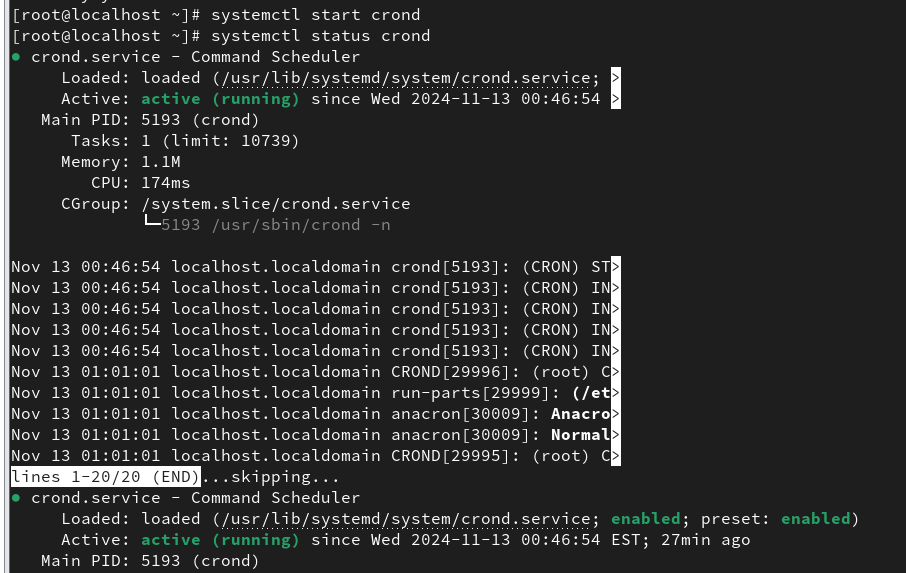 [root@localhost ~]# systemctl start crond
[root@localhost ~]# systemctl status crond
● crond.service - Command Scheduler
     Loaded: loaded (/usr/lib/systemd/system/crond.service; >
     Active: active (running) since Wed 2024-11-13 00:46:54 >
   Main PID: 5193 (crond)
      Tasks: 1 (limit: 10739)
     Memory: 1.1M
        CPU: 174ms
     CGroup: /system.slice/crond.service
             └─5193 /usr/sbin/crond -n
Nov 13 00:46:54 localhost.localdomain crond[5193]: (CRON) ST>
Nov 13 00:46:54 localhost.localdomain crond[5193]: (CRON) IN>
Nov 13 00:46:54 localhost.localdomain crond[5193]: (CRON) IN>
Nov 13 00:46:54 localhost.localdomain crond[5193]: (CRON) IN>
Nov 13 00:46:54 localhost.localdomain crond[5193]: (CRON) IN>
Nov 13 01:01:01 localhost.localdomain CROND[29996]: (root) C>
Nov 13 01:01:01 localhost.localdomain run-parts[29999]: (/et>
Nov 13 01:01:01 localhost.localdomain anacron[30009]: Anacro>
Nov 13 01:01:01 localhost.localdomain anacron[30009]: Normal>
Nov 13 01:01:01 localhost.localdomain CROND[29995]: (root) C>
lines 1-20/20 (END)...skipping...
● crond.service - Command Scheduler
     Loaded: loaded (/usr/lib/systemd/system/crond.service; enabled; preset: enabled)
     Active: active (running) since Wed 2024-11-13 00:46:54 EST; 27min ago
   Main PID: 5193 (crond)